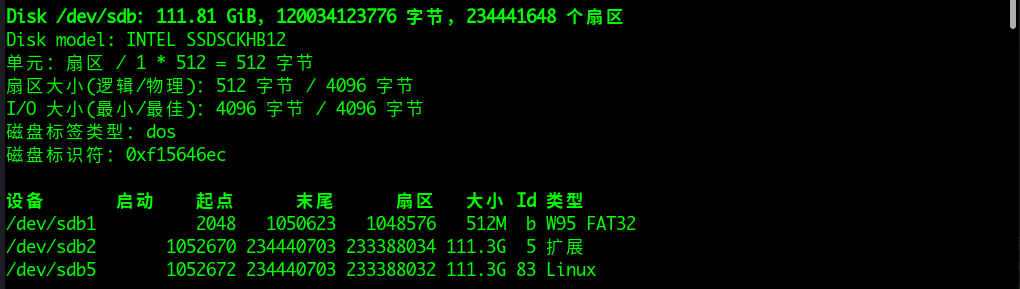 Disk /dev/sdb: 111.81 GiB, 120034123776 字节, 234441648 个扇区
Disk model: INTEL SSDSCKHB12
单元: 扇区 / 1 * 512 = 512 字节
扇区大小(逻辑/物理): 512 字节 / 4096 字节
I/O 大小(最小/最佳): 4096 字节 / 4096 字节
磁盘标签类型: dos
磁盘标识符: 0xf15646ec
设备 启动 起点 末尾 扇区 大小 Id 类型
/dev/sdb1 2048 1050623 1048576 512M b W95 FAT32
/dev/sdb2 1052670 234440703 233388034 111.3G 5 扩展
/dev/sdb5 1052672 234440703 233388032 111.3G 83 Linux